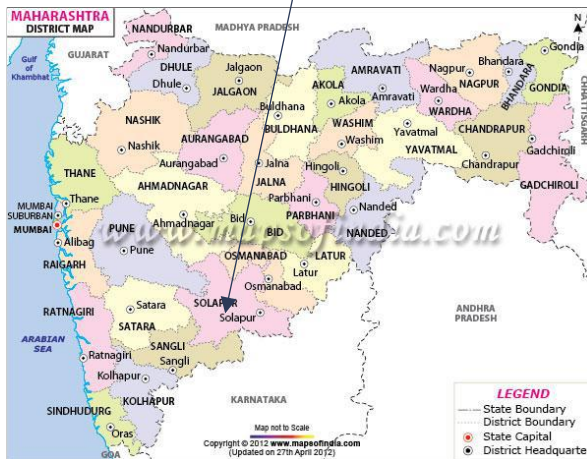 MAHARASHTRA
DISTRICT MAP
MADHYA PRADESH
N
GUJARAT
Gulf
of
Khambhat
NANDURBAR
Nandurbar
DHULE
Dhule
Jalgaon
JALGAON
Buldhana
BULDHANA
AKOLA
Akola
AMRAVATI
Amravati
WASHIM
Washim
Wardha
WARDHA
Nagpur
NAGPUR
Bhandara
BHANDARA
Gondia
GONDIA
CHHATTISGARH
Yavatmal
YAVATMAL
CHANDRAPUR
Chandrapur
Gadchiroli
GADCHIROLI
NASHIK
Nashik
AURANGABAD
Aurangabad
Jalna
JALNA
Hingoli
HINGOLI
Parbhani
PARBHANI
Nanded
NANDED
THANE
Thane
MUMBAI
SUBURBAN
MUMBAI
Alibag
RAIGARH
AHMADNAGAR
Ahmadnagar
Bid
BID
PUNE
Pune
www.mapsofindia.com
OSMANABAD
Osmanabad
LATUR
Latur
SOLAPUR
Solapur
Satara
SATARA
RATNAGIRI
Ratnagiri
SANGLI
Sangli
Kolhapur
KOLHAPUR
SINDHUDURG
Oras
GOA
ARABIAN
SEA
KARNATAKA
ANDHRA
PRADESH
Map not to Scale
Copyright © 2012 www.mapsofindia.com
(Updated on 27th April 2012)
LEGEND
State Boundary
District Boundary
State Capital
District Headquarte